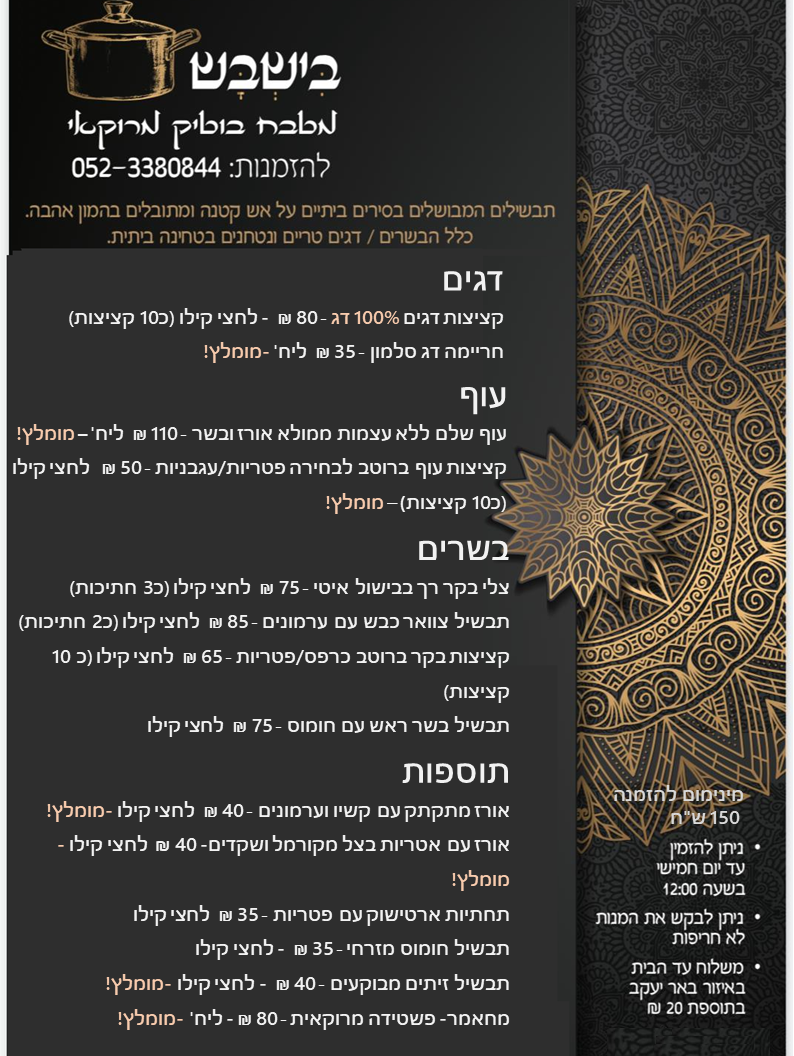 בִּישְבָּש
מטבח בוטיק מרוקאי
להזמנות: 052-3380844
תבשילים המבושלים בסירים ביתיים על אש קטנה ומתובלים בהמון אהבה.
כלל הבשרים / דגים טריים ונטחנים בטחינה ביתית.
דגים
קציצות דגים 100% דג - 80 ₪ - לחצי קילו (כ10 קציצות)
חריימה דג סלמון - 35 ₪ ליח' -מומלץ!
עוף
עוף שלם ללא עצמות ממולא אורז ובשר - 110 ₪ ליח' – מומלץ!
קציצות עוף ברוטב לבחירה פטריות/עגבניות - 50 ₪ לחצי קילו
(כ10 קציצות) – מומלץ!
בשרים
צלי בקר רך בבישול איטי - 75 ₪ לחצי קילו (כ3 חתיכות)
תבשיל צוואר כבש עם ערמונים - 85 ₪ לחצי קילו (כ2 חתיכות)
קציצות בקר ברוטב כרפס/פטריות - 65 ₪ לחצי קילו (כ 10
קציצות)
תבשיל בשר ראש עם חומוס - 75 ₪ לחצי קילו
תוספות
אורז מתקתק עם קשיו וערמונים - 40 ₪ לחצי קילו -מומלץ!
אורז עם אטריות בצל מקורמל ושקדים- 40 ₪ לחצי קילו -
מומלץ!
תחתיות ארטישוק עם פטריות - 35 ₪ לחצי קילו
תבשיל חומוס מזרחי - 35 ₪ - לחצי קילו
תבשיל זיתים מבוקעים - 40 ₪ - לחצי קילו -מומלץ!
מחאמר- פשטידה מרוקאית - 80 ₪ - ליח' -מומלץ!
מינימום להזמנה
150 ש"ח
• ניתן להזמין
עד יום חמישי
בשעה 12:00
• ניתן לבקש את המנות
לא חריפות
• משלוח עד הבית
באיזור באר יעקב
בתוספת 20 ₪